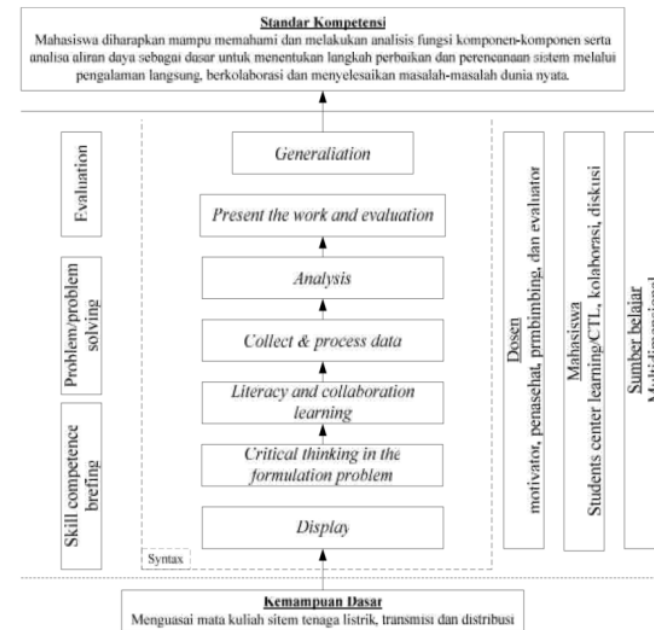 Standar Kompetensi
Mahasiswa diharapkan mampu memahami dan melakukan analisis fungsi komponen-komponen serta
analisa aliran daya sebagai dasar untuk menentukan langkah perbaikan dan perencanaan sistem melalui
pengalaman langsung, berkolaborasi dan menyelesaikan masalah-masalah dunia nyata.
Evaluation
Problem/problem
solving
Skill competence
brefing
Generaliation
Present the work and evaluation
Analysis
Collect & process data
Literacy and collaboration
learning
Critical thinking in the
formulation problem
Display
Syntax
Dosen
motivator, penasehat, prmbimbing, dan evaluator
Mahasiswa
Students center learning/CTL, kolaborasi, diskusi
Sumber belajar
Kemampuan Dasar
Menguasai mata kuliah sitem tenaga listrik, transmisi dan distribusi